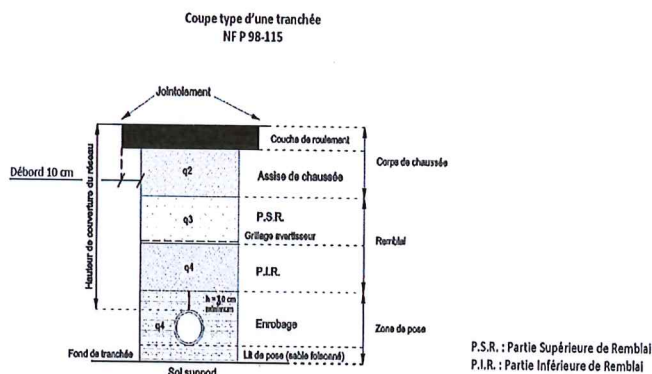 Coupe type d'une tranchée
NF P 98-115
Jointoiement
Couche de roulement
Corps de chaussée
Débord 10 cm
Hauteur de couverture du réseau
q2
Assise de chaussée
q3
P.S.R.
Grillage avertisseur
Remblai
q4
P.I.R.
h = 10 cm
minimum
q4
Enrobage
Zone de pose
Fond de tranchée
Lit de pose (sable foisonné)
Sol support
P.S.R. : Partie Supérieure de Remblai
P.I.R. : Partie Inférieure de Remblai